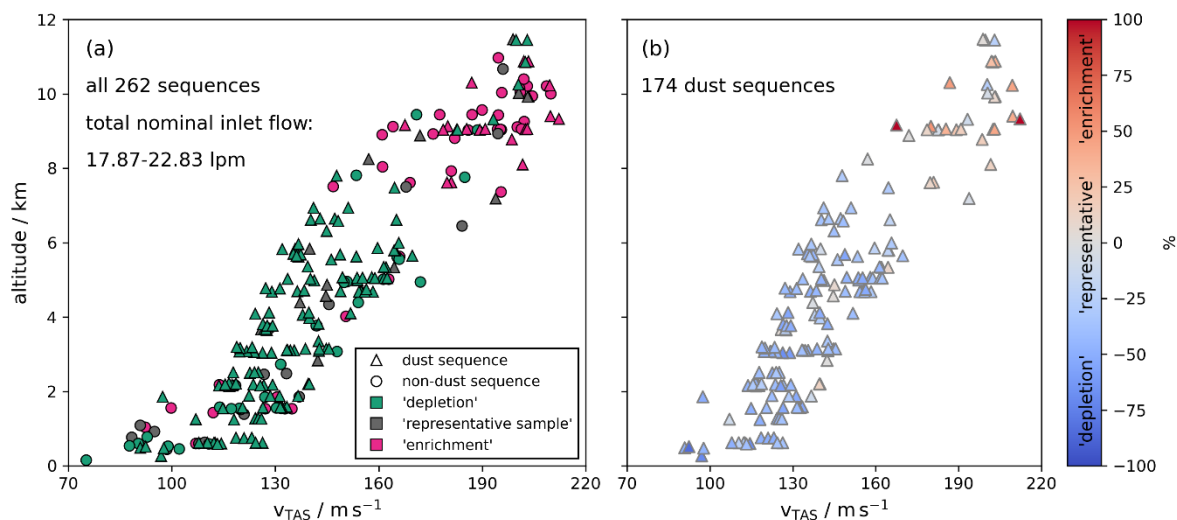 (a)
all 262 sequences
total nominal inlet flow:
17.87-22.83 lpm
altitude / km
12
10
8
6
4
2
0
70 100 130 160 190 220
v_TAS / m s⁻¹
dust sequence
non-dust sequence
'depletion'
'representative sample'
'enrichment'
(b)
174 dust sequences
70 100 130 160 190 220
v_TAS / m s⁻¹
100
75
50
25
0
−25
−50
−75
−100
%
'enrichment'
'representative'
'depletion'